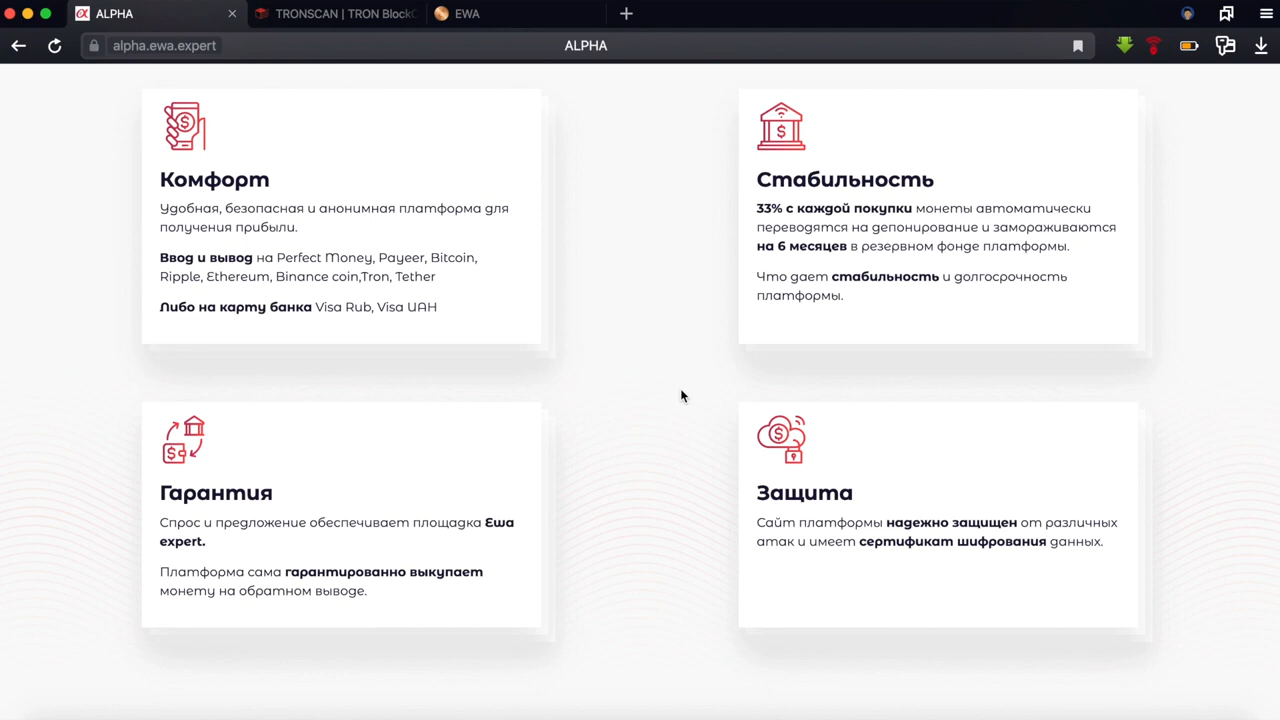 ALPHA
TRONSCAN | TRON BlockC
EWA
alpha.ewa.expert
ALPHA
Комфорт
Удобная, безопасная и анонимная платформа для
получения прибыли.
Ввод и вывод на Perfect Money, Payeer, Bitcoin,
Ripple, Ethereum, Binance coin,Tron, Tether
Либо на карту банка Visa Rub, Visa UAH
Стабильность
33% с каждой покупки монеты автоматически
переводятся на депонирование и замораживаются
на 6 месяцев в резервном фонде платформы.
Что дает стабильность и долгосрочность
платформы.
Гарантия
Спрос и предложение обеспечивает площадка Ewa
expert.
Платформа сама гарантированно выкупает
монету на обратном выводе.
Защита
Сайт платформы надежно защищен от различных
атак и имеет сертификат шифрования данных.